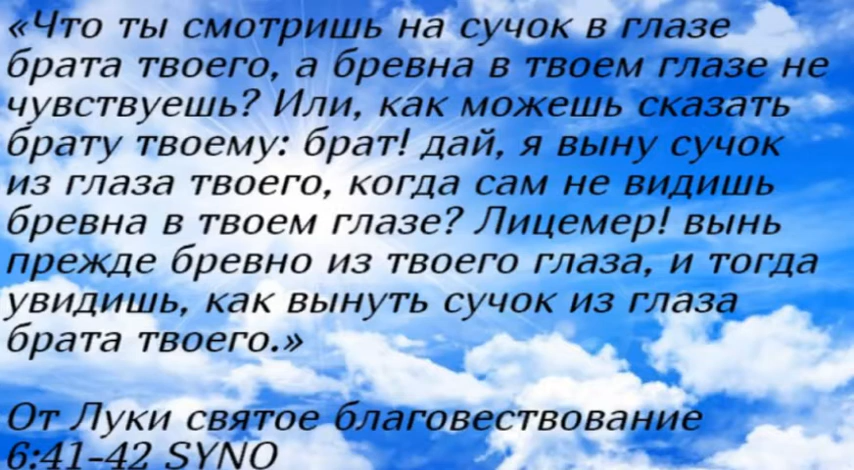 «Что ты смотришь на сучок в глазе
брата твоего, а бревна в твоем глазе не
чувствуешь? Или, как можешь сказать
брату твоему: брат! дай, я выну сучок
из глаза твоего, когда сам не видишь
бревна в твоем глазе? Лицемер! вынь
прежде бревно из твоего глаза, и тогда
увидишь, как вынуть сучок из глаза
брата твоего.»
От Луки святое благовествование
6:41–42 SYNO